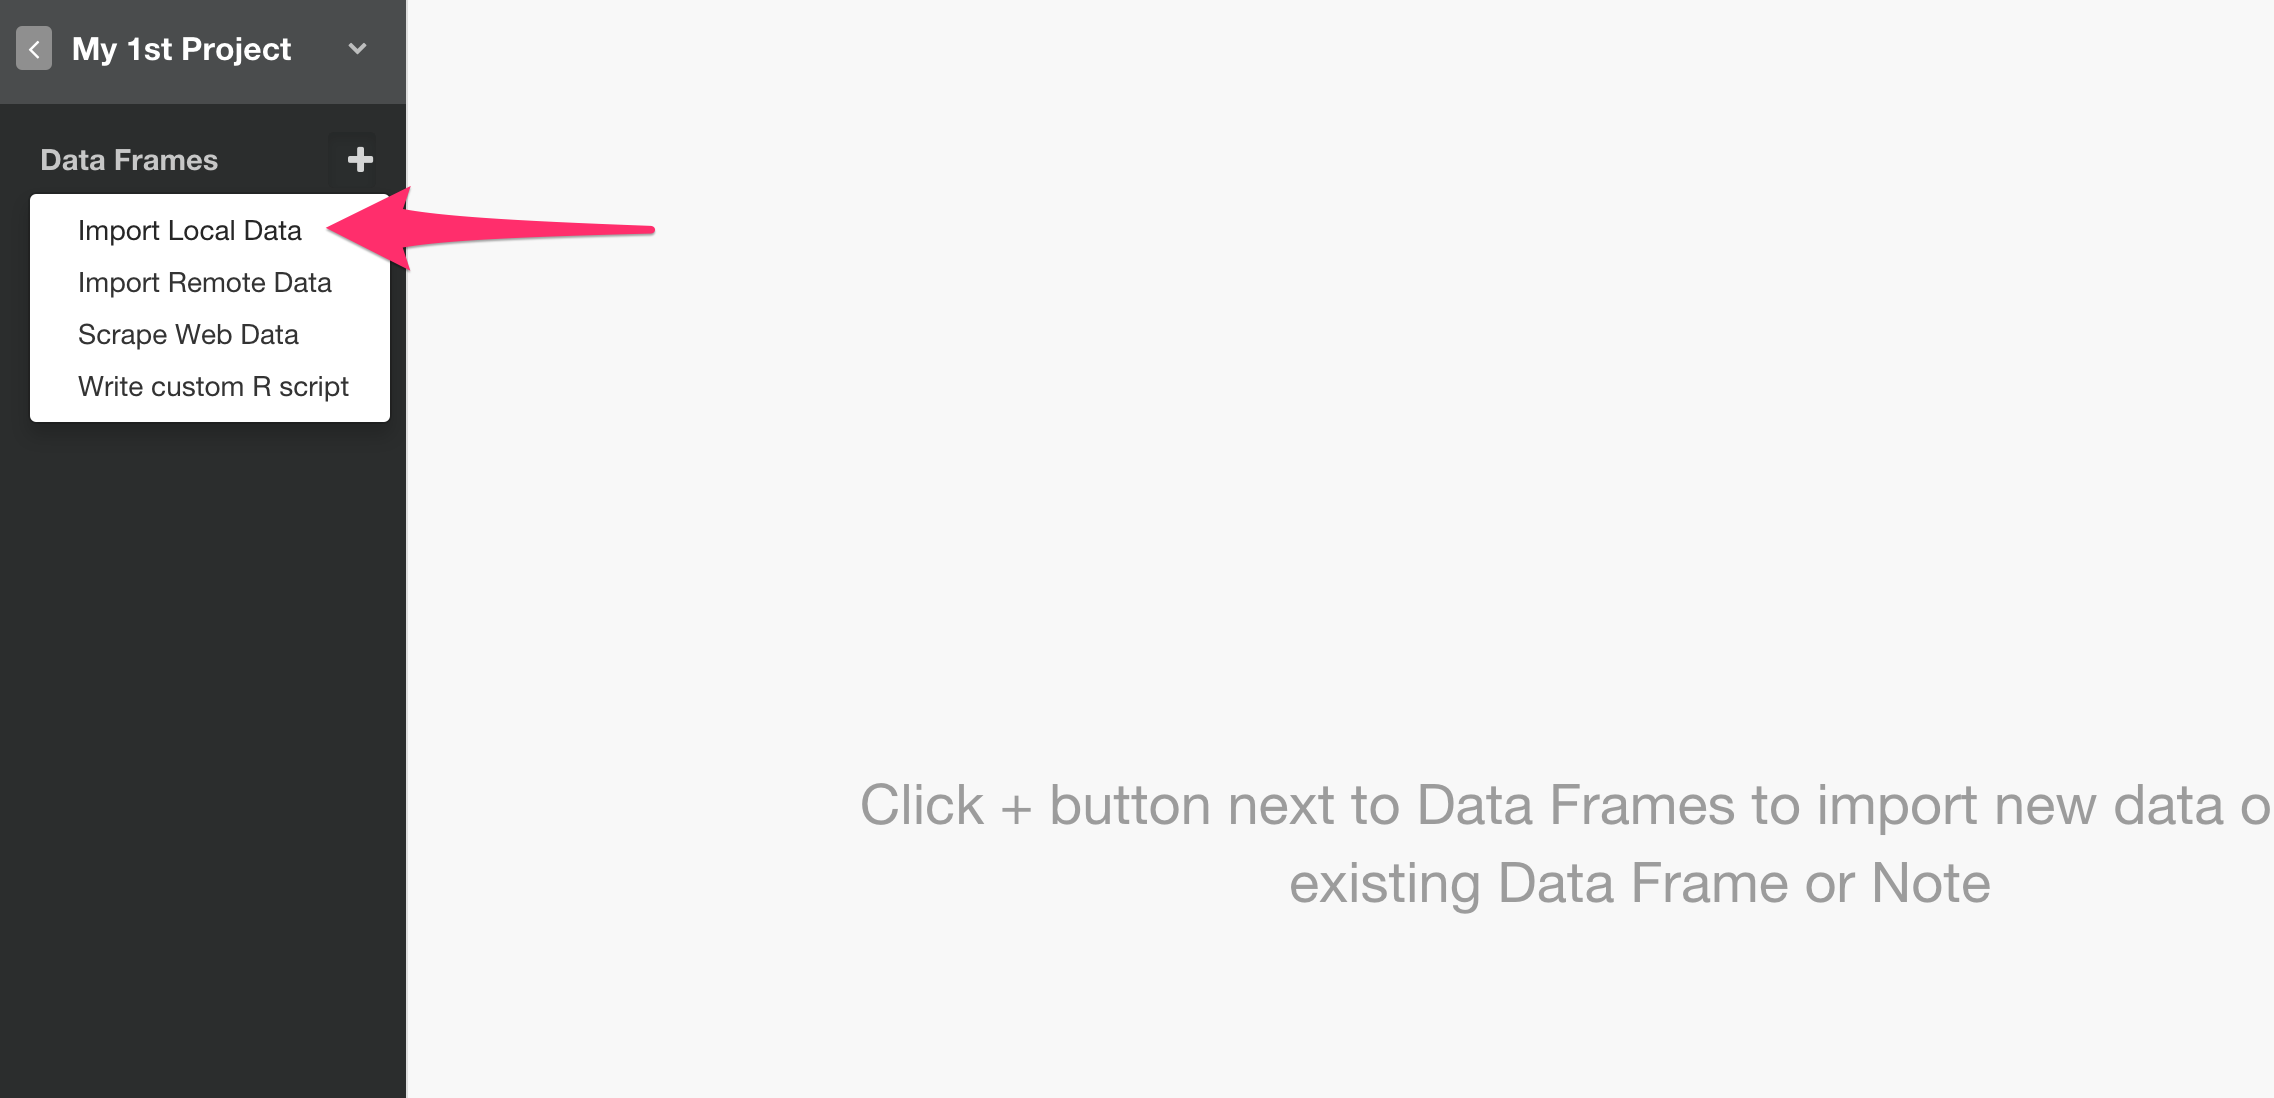 My 1st Project
Data Frames
Import Local Data
Import Remote Data
Scrape Web Data
Write custom R script
Click + button next to Data Frames to import new data o
existing Data Frame or Note